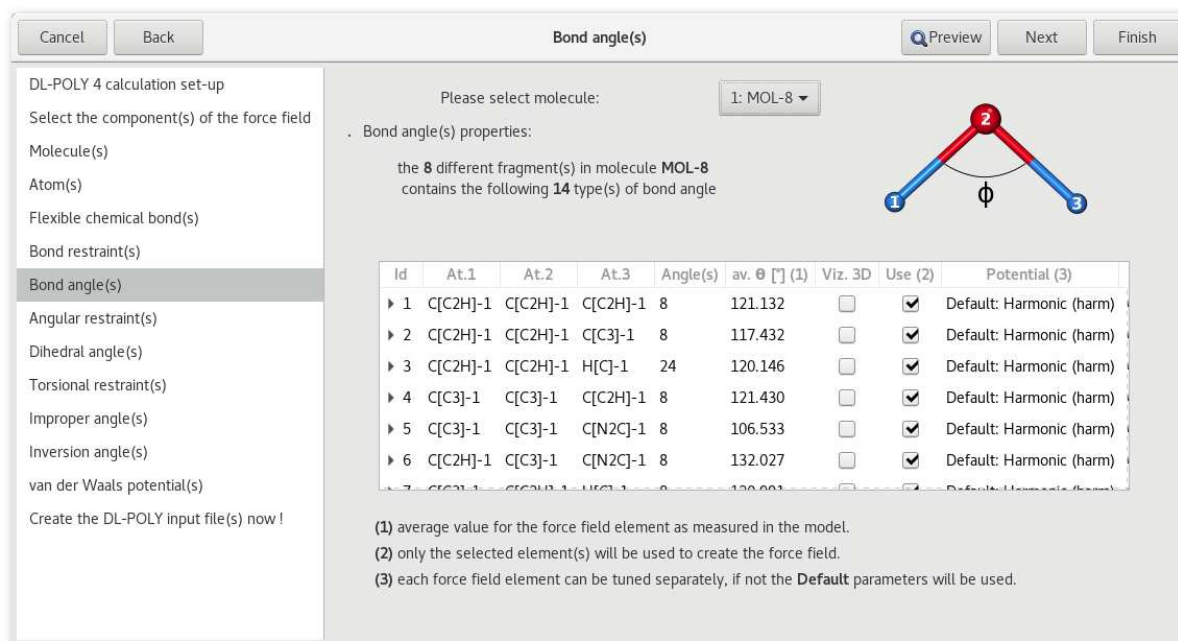 Cancel Back Bond angle(s) Preview Next Finish
DL-POLY 4 calculation set-up
Select the component(s) of the force field
Molecule(s)
Atom(s)
Flexible chemical bond(s)
Bond restraint(s)
Bond angle(s)
Angular restraint(s)
Dihedral angle(s)
Torsional restraint(s)
Improper angle(s)
Inversion angle(s)
van der Waals potential(s)
Create the DL-POLY input file(s) now !
Please select molecule: 1: MOL-8
. Bond angle(s) properties:
the 8 different fragment(s) in molecule MOL-8
contains the following 14 type(s) of bond angle
2
1 ϕ 3
Id At.1 At.2 At.3 Angle(s) av. θ [°] (1) Viz. 3D Use (2) Potential (3)
1 C[C2H]-1 C[C2H]-1 C[C2H]-1 8 121.132 Default: Harmonic (harm)
2 C[C2H]-1 C[C2H]-1 C[C3]-1 8 117.432 Default: Harmonic (harm)
3 C[C2H]-1 C[C2H]-1 H[C]-1 24 120.146 Default: Harmonic (harm)
4 C[C3]-1 C[C3]-1 C[C2H]-1 8 121.430 Default: Harmonic (harm)
5 C[C3]-1 C[C3]-1 C[N2C]-1 8 106.533 Default: Harmonic (harm)
6 C[C2H]-1 C[C3]-1 C[N2C]-1 8 132.027 Default: Harmonic (harm)
(1) average value for the force field element as measured in the model.
(2) only the selected element(s) will be used to create the force field.
(3) each force field element can be tuned separately, if not the Default parameters will be used.